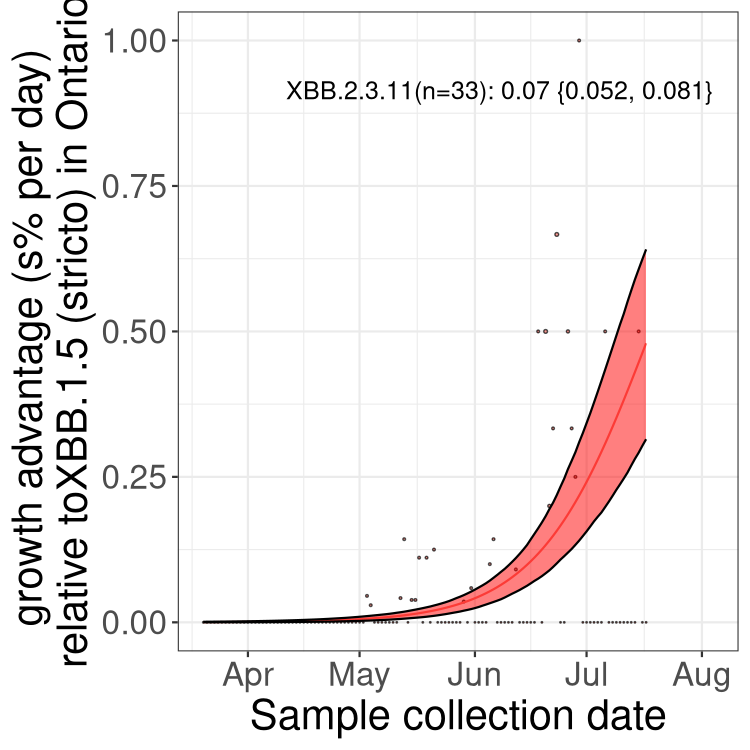 growth advantage (s% per day)
relative toXBB.1.5 (stricto) in Ontario
1.00
0.75
0.50
0.25
0.00
XBB.2.3.11(n=33): 0.07 {0.052, 0.081}
Apr May Jun Jul Aug
Sample collection date